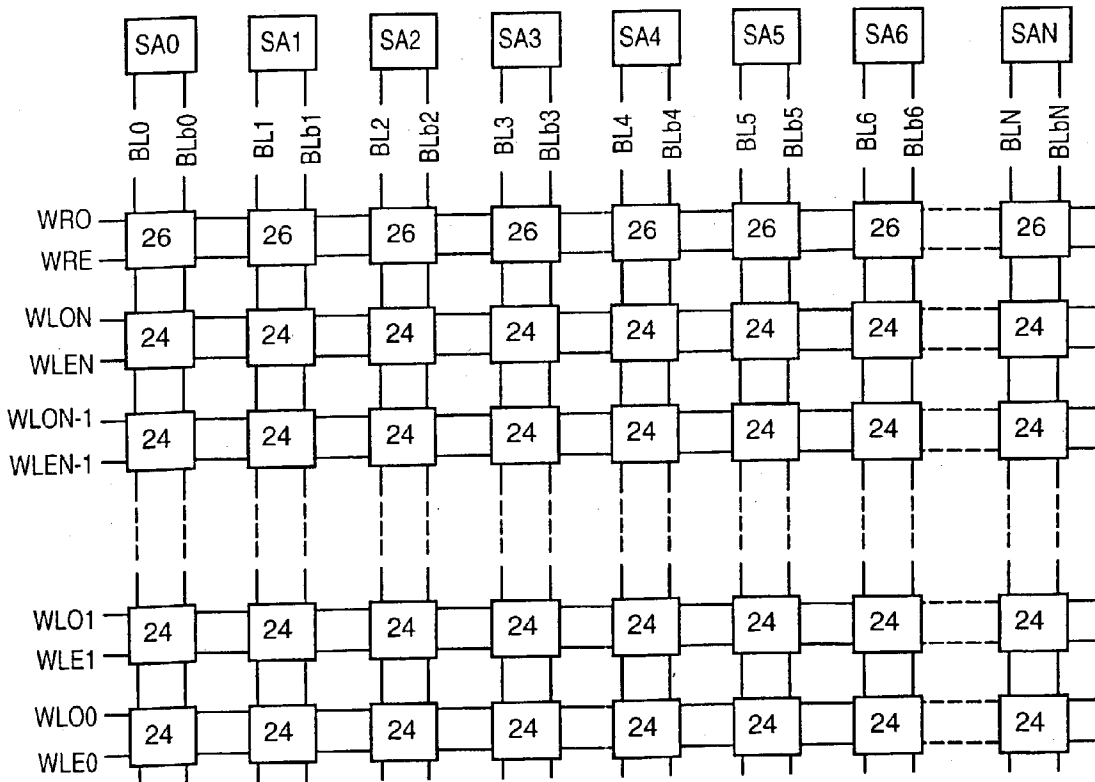 SA0 SA1 SA2 SA3 SA4 SA5 SA6 SAN
BL0 BLb0 BL1 BLb1 BL2 BLb2 BL3 BLb3 BL4 BLb4 BL5 BLb5 BL6 BLb6 BLN BLbN
WRO
26 26 26 26 26 26 26 26
WRE
WLON
24 24 24 24 24 24 24 24
WLEN
WLON-1
24 24 24 24 24 24 24 24
WLEN-1
WLO1
24 24 24 24 24 24 24 24
WLE1
WLO0
24 24 24 24 24 24 24 24
WLE0